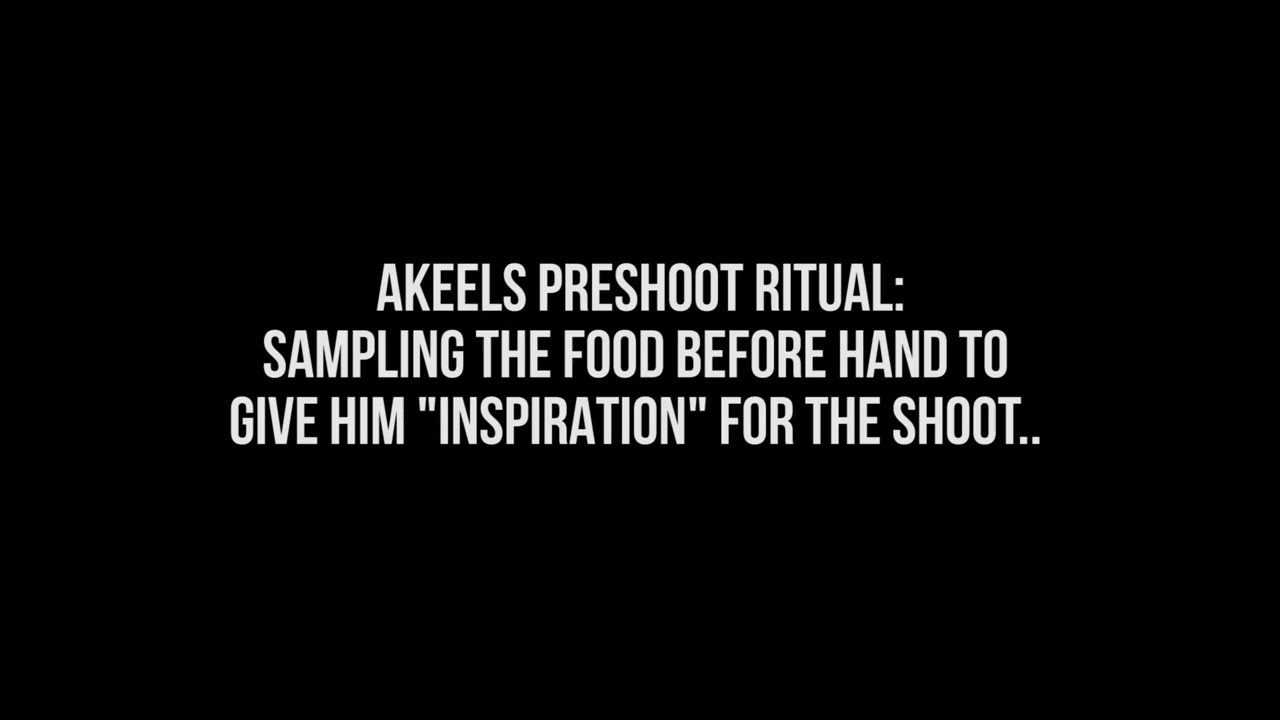 AKEELS PRESHOOT RITUAL:
SAMPLING THE FOOD BEFORE HAND TO
GIVE HIM "INSPIRATION" FOR THE SHOOT..